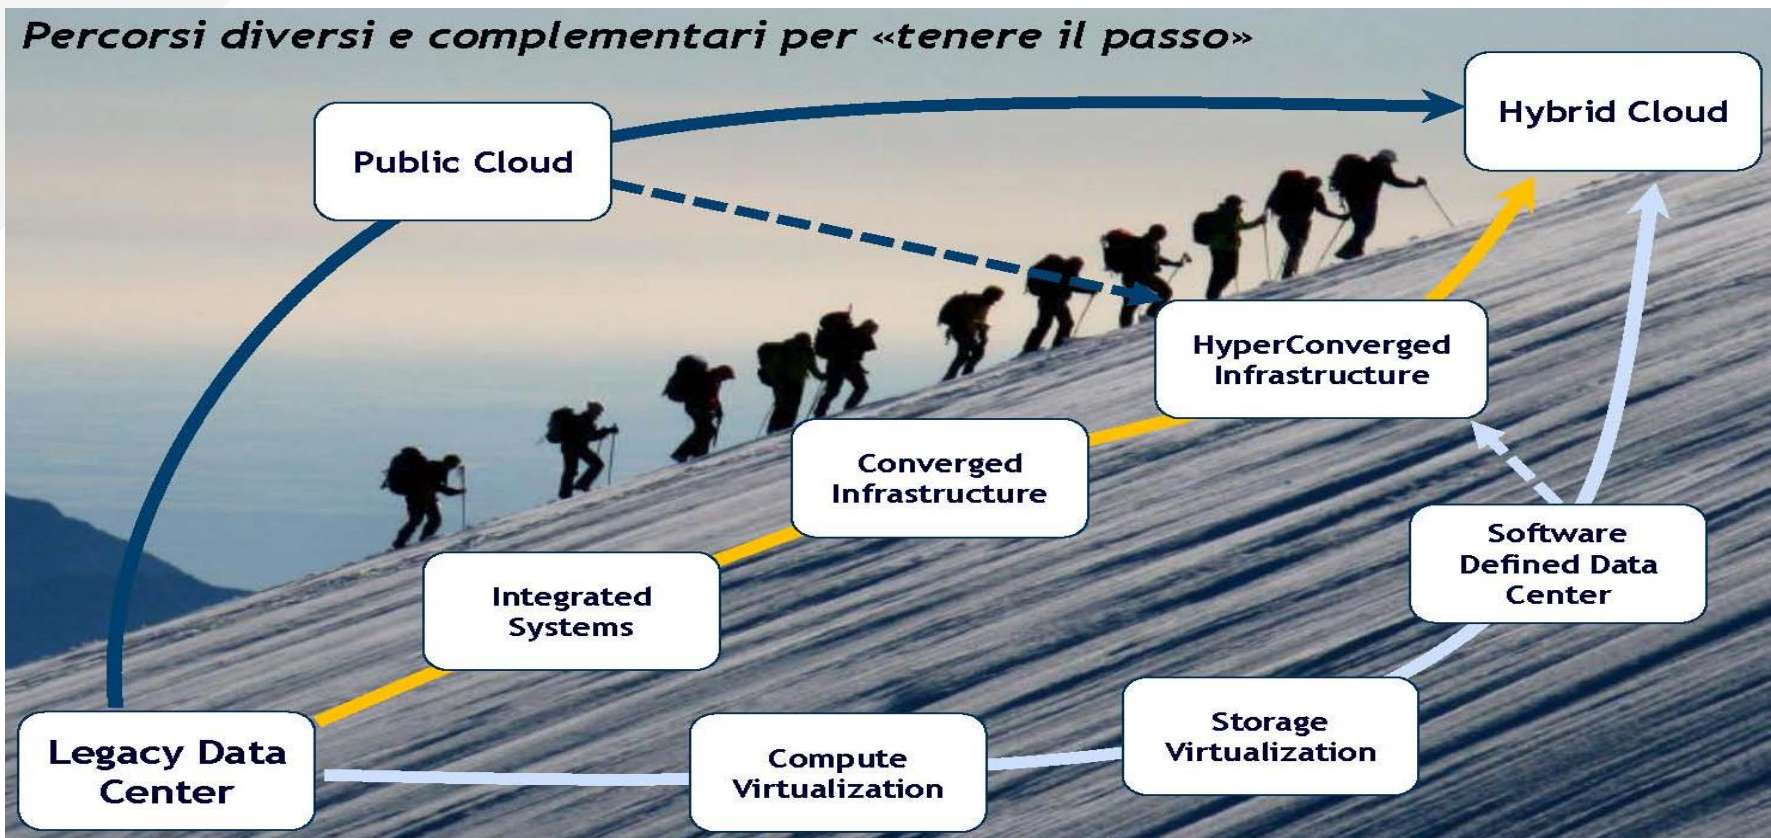 Percorsi diversi e complementari per «tenere il passo»
Hybrid Cloud
Public Cloud
HyperConverged
Infrastructure
Converged
Infrastructure
Software
Defined Data
Center
Integrated
Systems
Storage
Virtualization
Legacy Data
Center
Compute
Virtualization